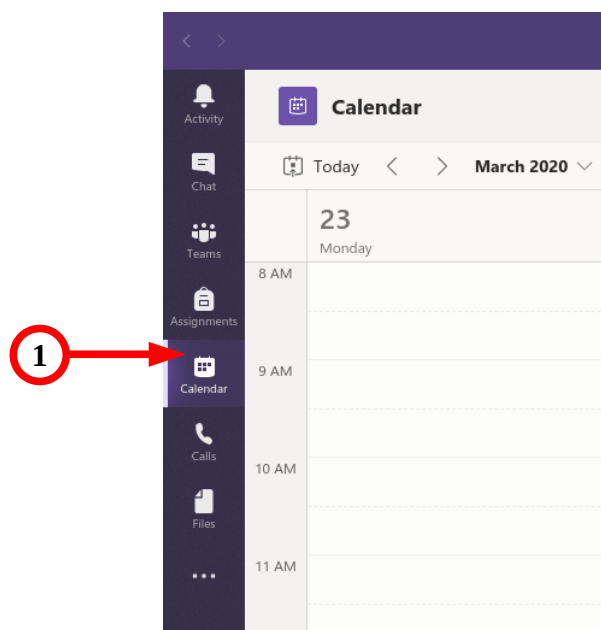 Activity
Chat
Teams
Assignments
Calendar
Calls
Files
1
Calendar
Today
March 2020
23
Monday
8 AM
9 AM
10 AM
11 AM